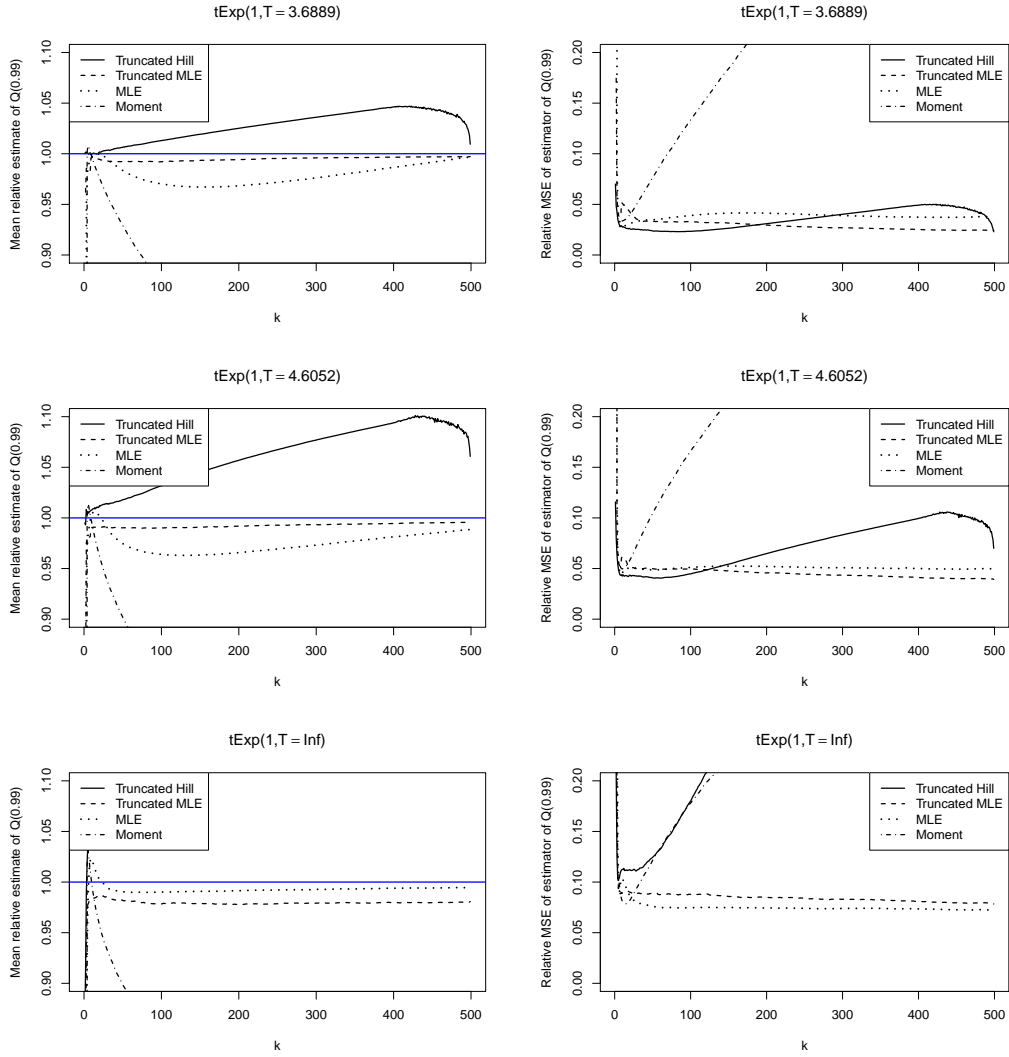 tExp(1,T = 3.6889)
Mean relative estimate of Q(0.99)
1.10
1.05
1.00
0.95
0.90
Truncated Hill
Truncated MLE
MLE
Moment
0 100 200 300 400 500
k
tExp(1,T = 3.6889)
Relative MSE of estimator of Q(0.99)
0.20
0.15
0.10
0.05
0.00
Truncated Hill
Truncated MLE
MLE
Moment
0 100 200 300 400 500
k
tExp(1,T = 4.6052)
Mean relative estimate of Q(0.99)
1.10
1.05
1.00
0.95
0.90
Truncated Hill
Truncated MLE
MLE
Moment
0 100 200 300 400 500
k
tExp(1,T = 4.6052)
Relative MSE of estimator of Q(0.99)
0.20
0.15
0.10
0.05
0.00
Truncated Hill
Truncated MLE
MLE
Moment
0 100 200 300 400 500
k
tExp(1,T = Inf)
Mean relative estimate of Q(0.99)
1.10
1.05
1.00
0.95
0.90
Truncated Hill
Truncated MLE
MLE
Moment
0 100 200 300 400 500
k
tExp(1,T = Inf)
Relative MSE of estimator of Q(0.99)
0.20
0.15
0.10
0.05
0.00
Truncated Hill
Truncated MLE
MLE
Moment
0 100 200 300 400 500
k